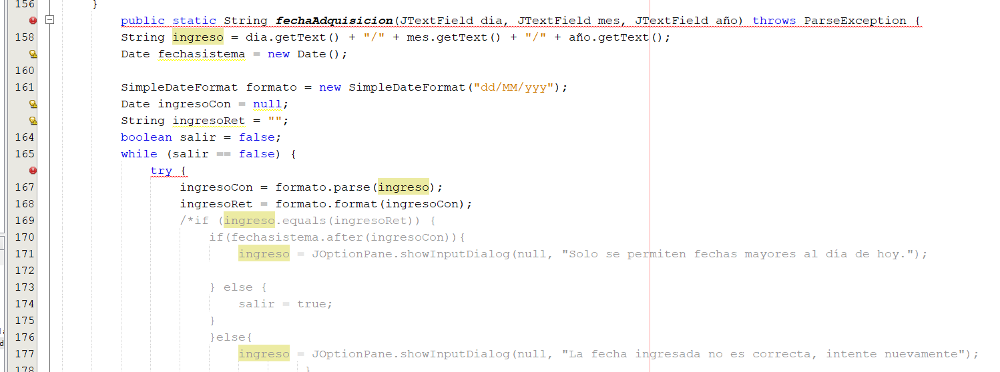 156 }
public static String fechaAdquisicion(JTextField dia, JTextField mes, JTextField año) throws ParseException {
158 String ingreso = dia.getText() + "/" + mes.getText() + "/" + año.getText();
Date fechasistema = new Date();
160
161 SimpleDateFormat formato = new SimpleDateFormat("dd/MM/yyy");
Date ingresoCon = null;
String ingresoRet = "";
164 boolean salir = false;
165 while (salir == false) {
try {
167 ingresoCon = formato.parse(ingreso);
168 ingresoRet = formato.format(ingresoCon);
169 /*if (ingreso.equals(ingresoRet)) {
170 if(fechasistema.after(ingresoCon)){
171 ingreso = JOptionPane.showInputDialog(null, "Solo se permiten fechas mayores al día de hoy.");
172
173 } else {
174 salir = true;
175 }
176 }else{
177 ingreso = JOptionPane.showInputDialog(null, "La fecha ingresada no es correcta, intente nuevamente");
178 }